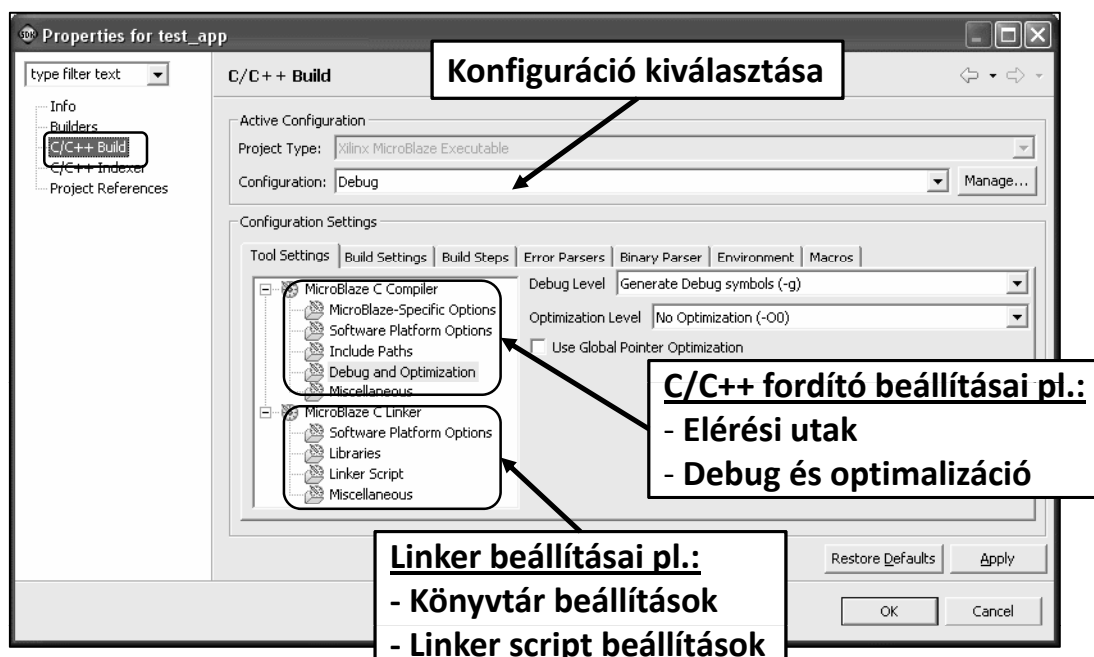 SDK Properties for test_app
Konfiguráció kiválasztása
type filter text
C/C++ Build
Info
Builders
C/C++ Build
C/C++ Indexer
Project References
Active Configuration
Project Type: Xilinx MicroBlaze Executable
Configuration: Debug
Manage...
Configuration Settings
Tool Settings Build Settings Build Steps Error Parsers Binary Parser Environment Macros
MicroBlaze C Compiler
MicroBlaze-Specific Options
Software Platform Options
Include Paths
Debug and Optimization
Miscellaneous
MicroBlaze C Linker
Software Platform Options
Libraries
Linker Script
Miscellaneous
Debug Level Generate Debug symbols (-g)
Optimization Level No Optimization (-O0)
Use Global Pointer Optimization
C/C++ fordító beállításai pl.:
- Elérési utak
- Debug és optimalizáció
Linker beállításai pl.:
- Könyvtár beállítások
- Linker script beállítások
Restore Defaults Apply
OK Cancel